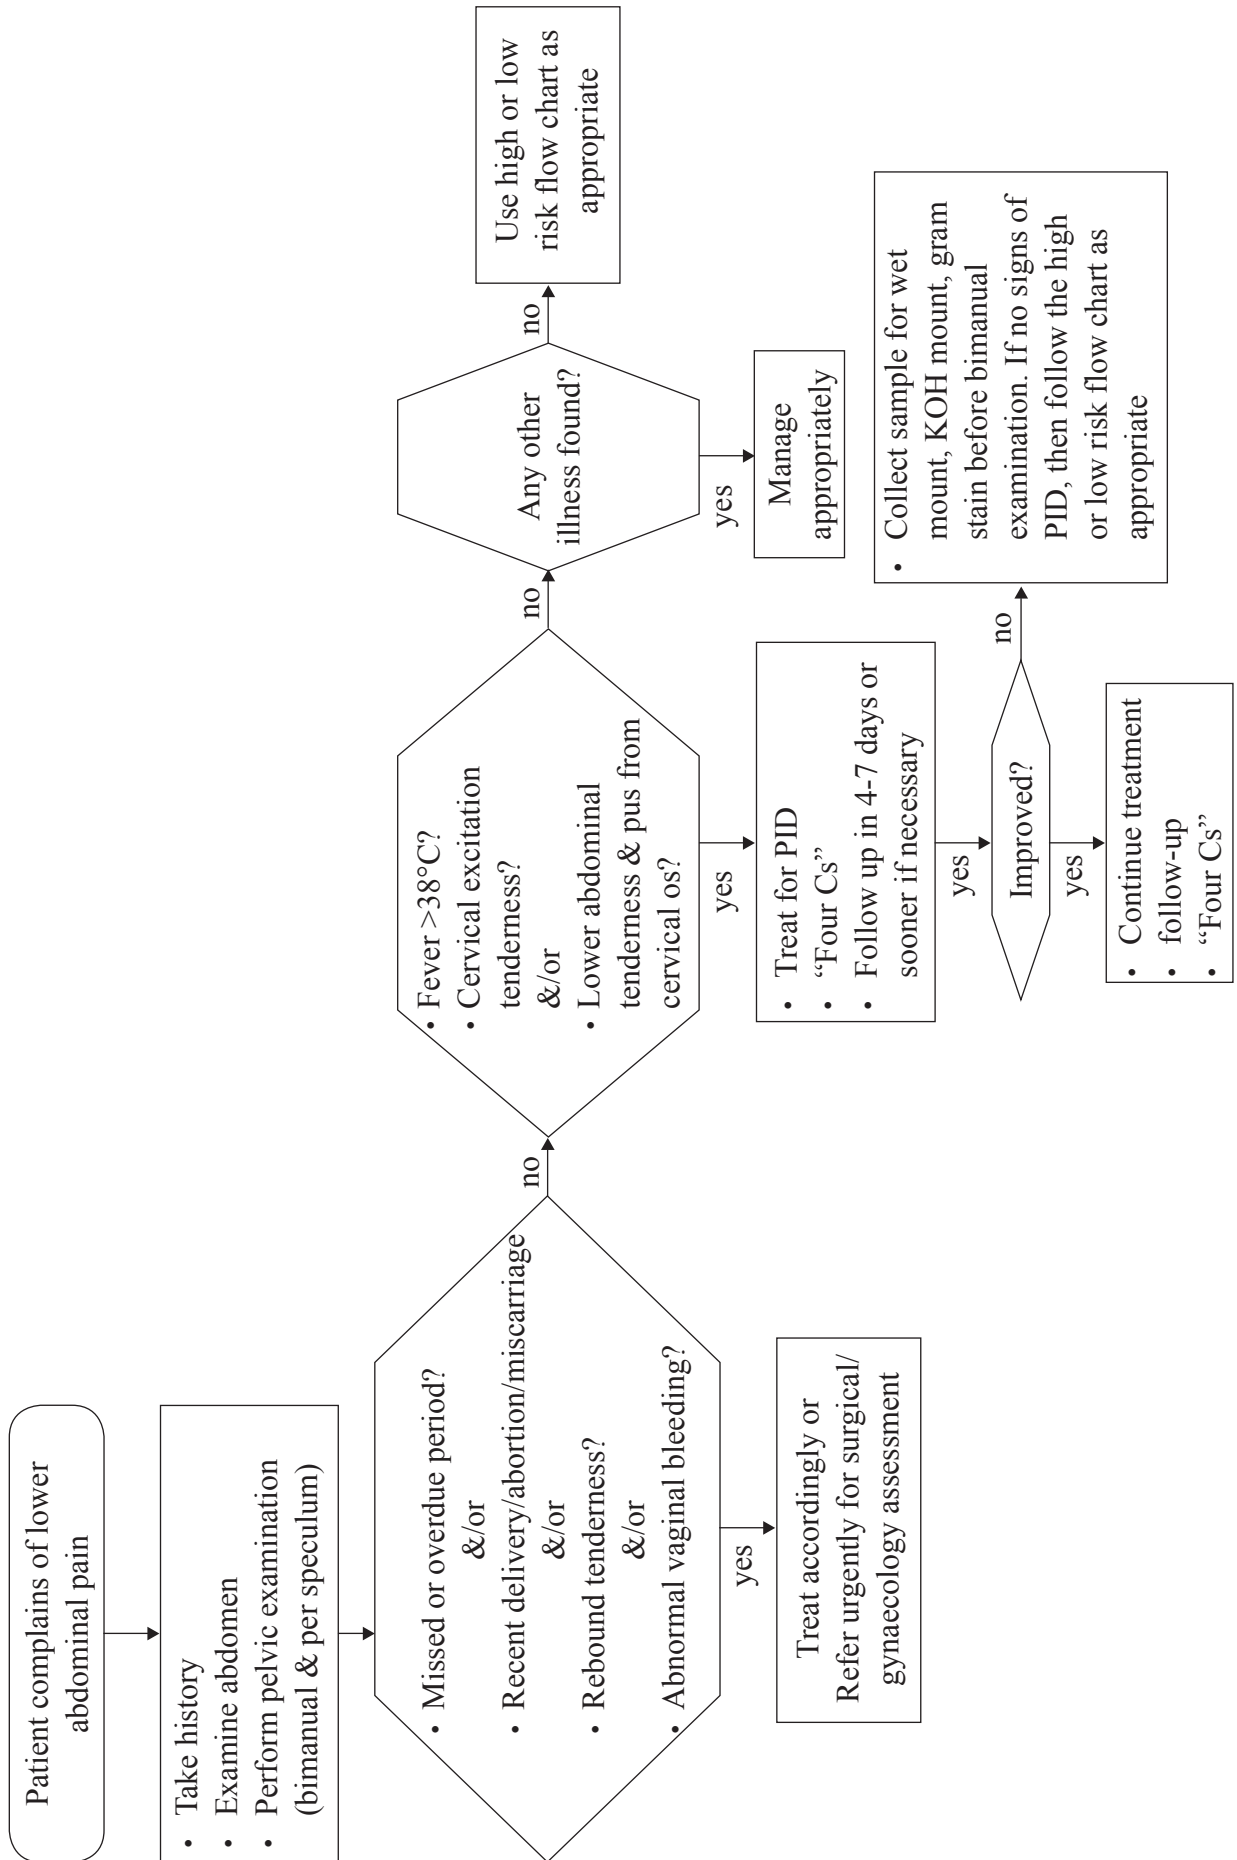 Patient complains of lower
abdominal pain
• Take history
• Examine abdomen
• Perform pelvic examination
(bimanual & per speculum)
• Missed or overdue period?
&/or
• Recent delivery/abortion/miscarriage
&/or
• Rebound tenderness?
&/or
• Abnormal vaginal bleeding?
no
yes
Treat accordingly or
Refer urgently for surgical/
gynaecology assessment
• Fever >38°C?
• Cervical excitation
tenderness?
&/or
• Lower abdominal
tenderness & pus from
cervical os?
no
yes
• Treat for PID
• “Four Cs”
• Follow up in 4-7 days or
sooner if necessary
yes
Improved?
no
yes
• Continue treatment
• follow-up
• “Four Cs”
• Collect sample for wet
mount, KOH mount, gram
stain before bimanual
examination. If no signs of
PID, then follow the high
or low risk flow chart as
appropriate
Any other
illness found?
no
yes
Manage
appropriately
Use high or low
risk flow chart as
appropriate